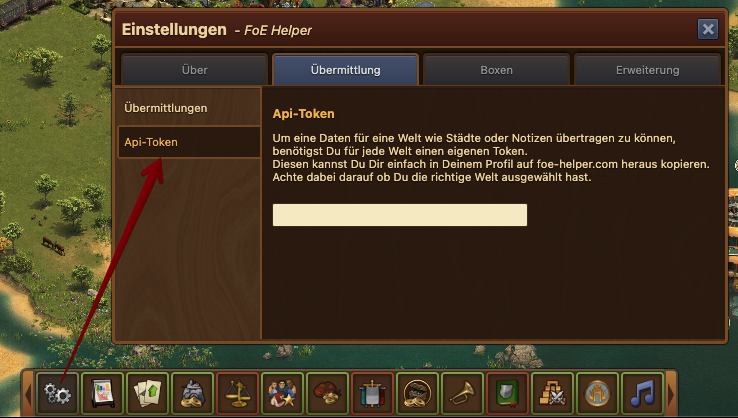 Einstellungen - FoE Helper
Über
Übermittlung
Boxen
Erweiterung
Übermittlungen
Api-Token
Api-Token
Um eine Daten für eine Welt wie Städte oder Notizen übertragen zu können,
benötigst Du für jede Welt einen eigenen Token.
Diesen kannst Du Dir einfach in Deinem Profil auf foe-helper.com heraus kopieren.
Achte dabei darauf ob Du die richtige Welt ausgewählt hast.